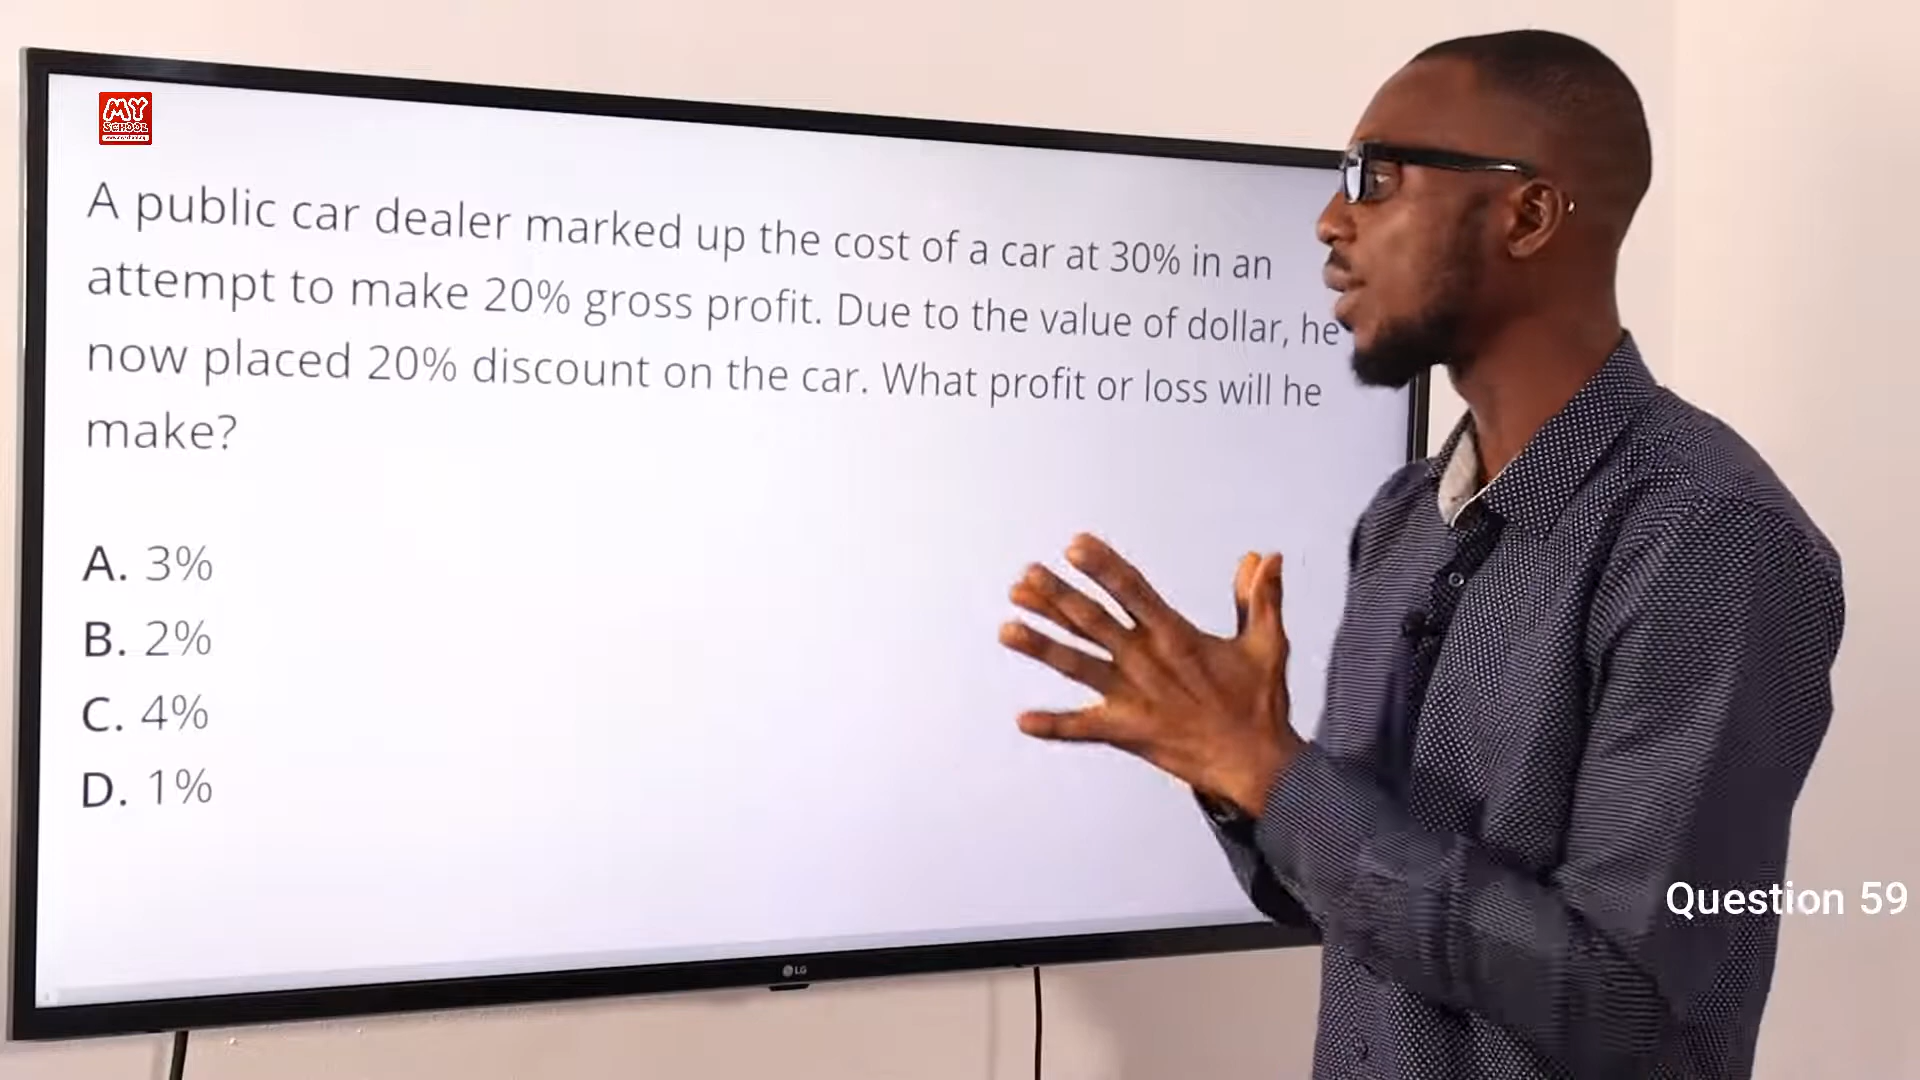 MY
SCHOOL
A public car dealer marked up the cost of a car at 30% in an
attempt to make 20% gross profit. Due to the value of dollar, he
now placed 20% discount on the car. What profit or loss will he
make?
A. 3%
B. 2%
C. 4%
D. 1%
Question 59
LG